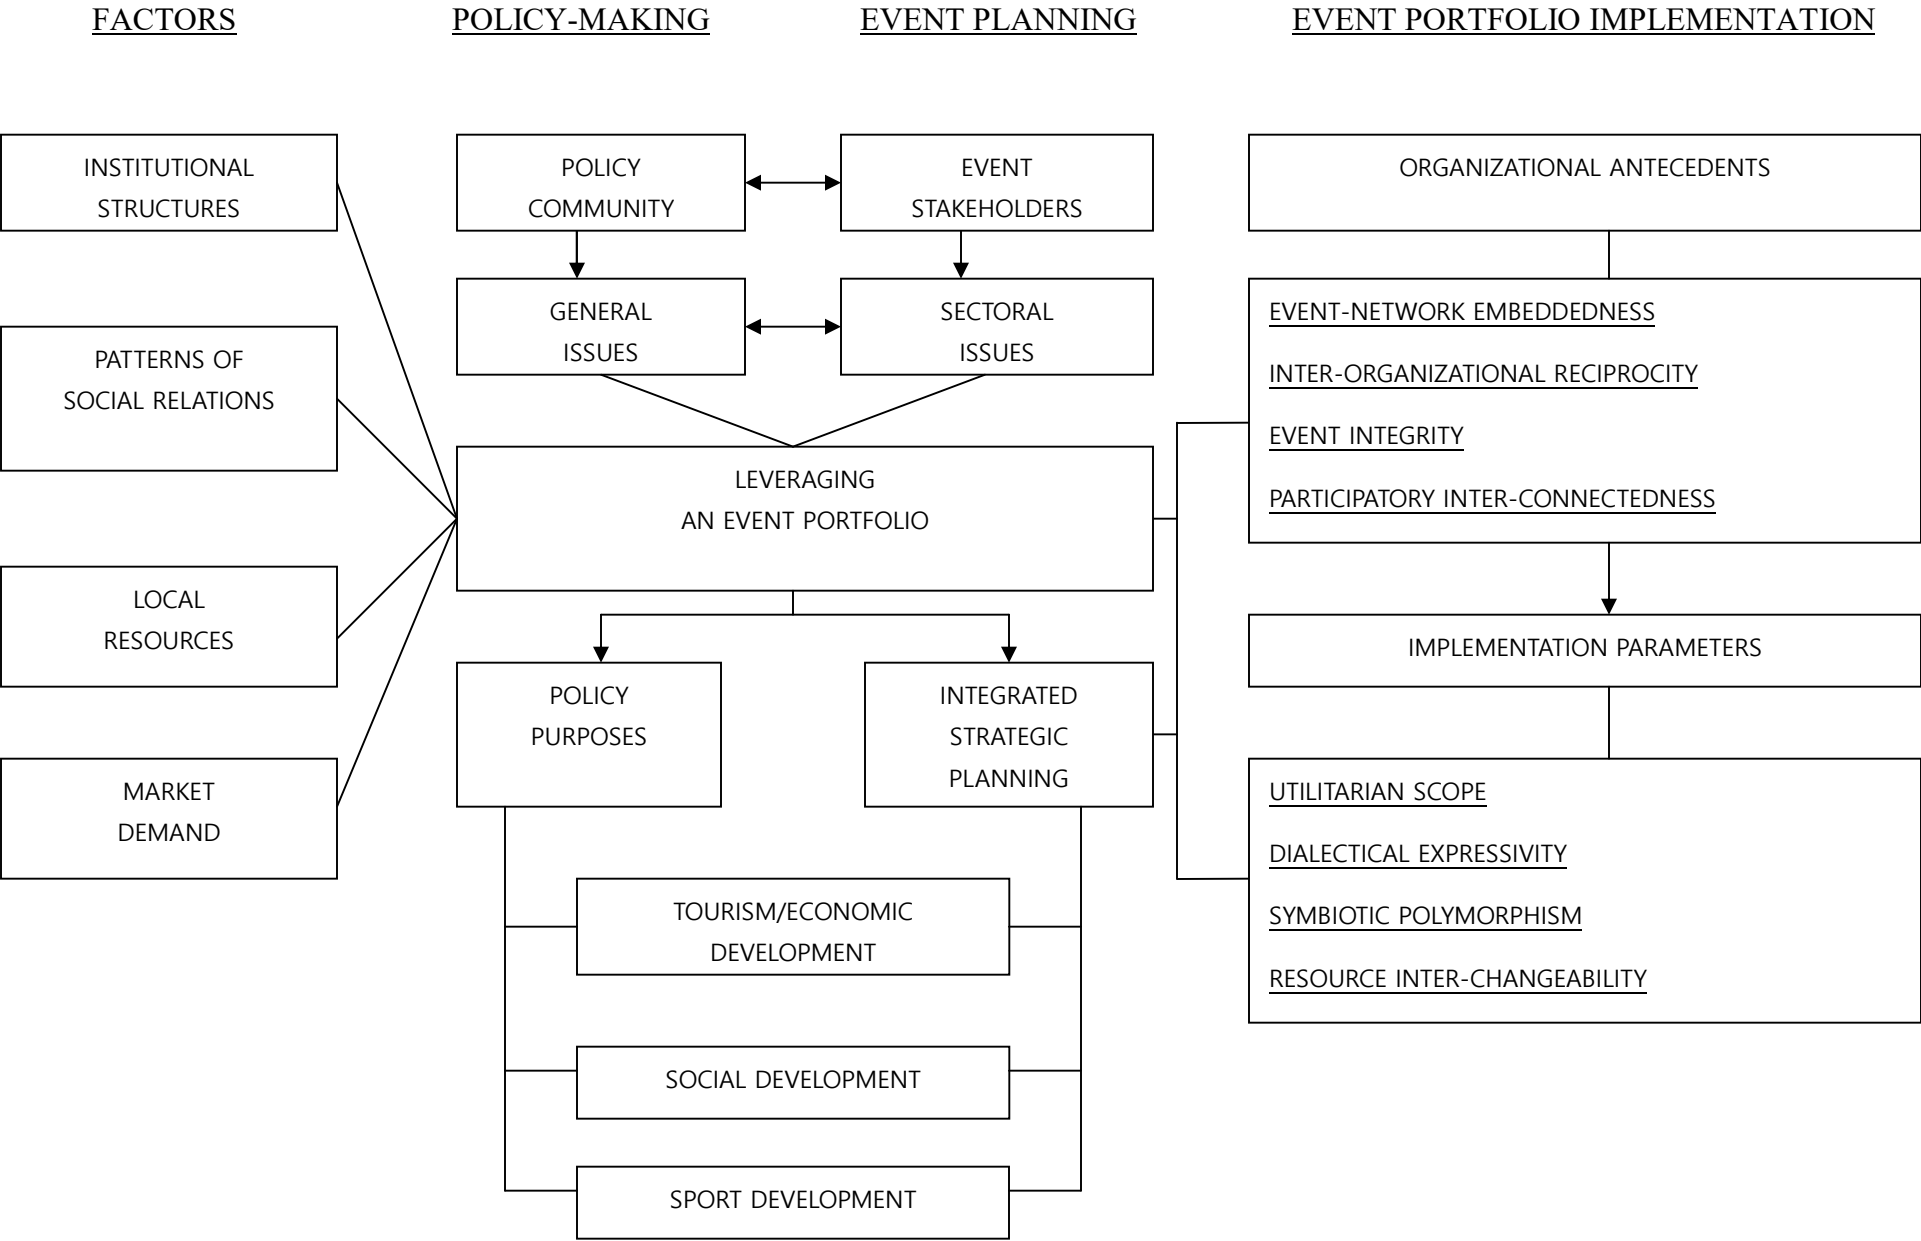 FACTORS
POLICY-MAKING
EVENT PLANNING
EVENT PORTFOLIO IMPLEMENTATION
INSTITUTIONAL
STRUCTURES
PATTERNS OF
SOCIAL RELATIONS
LOCAL
RESOURCES
MARKET
DEMAND
POLICY
COMMUNITY
EVENT
STAKEHOLDERS
GENERAL
ISSUES
SECTORAL
ISSUES
LEVERAGING
AN EVENT PORTFOLIO
POLICY
PURPOSES
INTEGRATED
STRATEGIC
PLANNING
TOURISM/ECONOMIC
DEVELOPMENT
SOCIAL DEVELOPMENT
SPORT DEVELOPMENT
ORGANIZATIONAL ANTECEDENTS
EVENT-NETWORK EMBEDDEDNESS
INTER-ORGANIZATIONAL RECIPROCITY
EVENT INTEGRITY
PARTICIPATORY INTER-CONNECTEDNESS
IMPLEMENTATION PARAMETERS
UTILITARIAN SCOPE
DIALECTICAL EXPRESSIVITY
SYMBIOTIC POLYMORPHISM
RESOURCE INTER-CHANGEABILITY